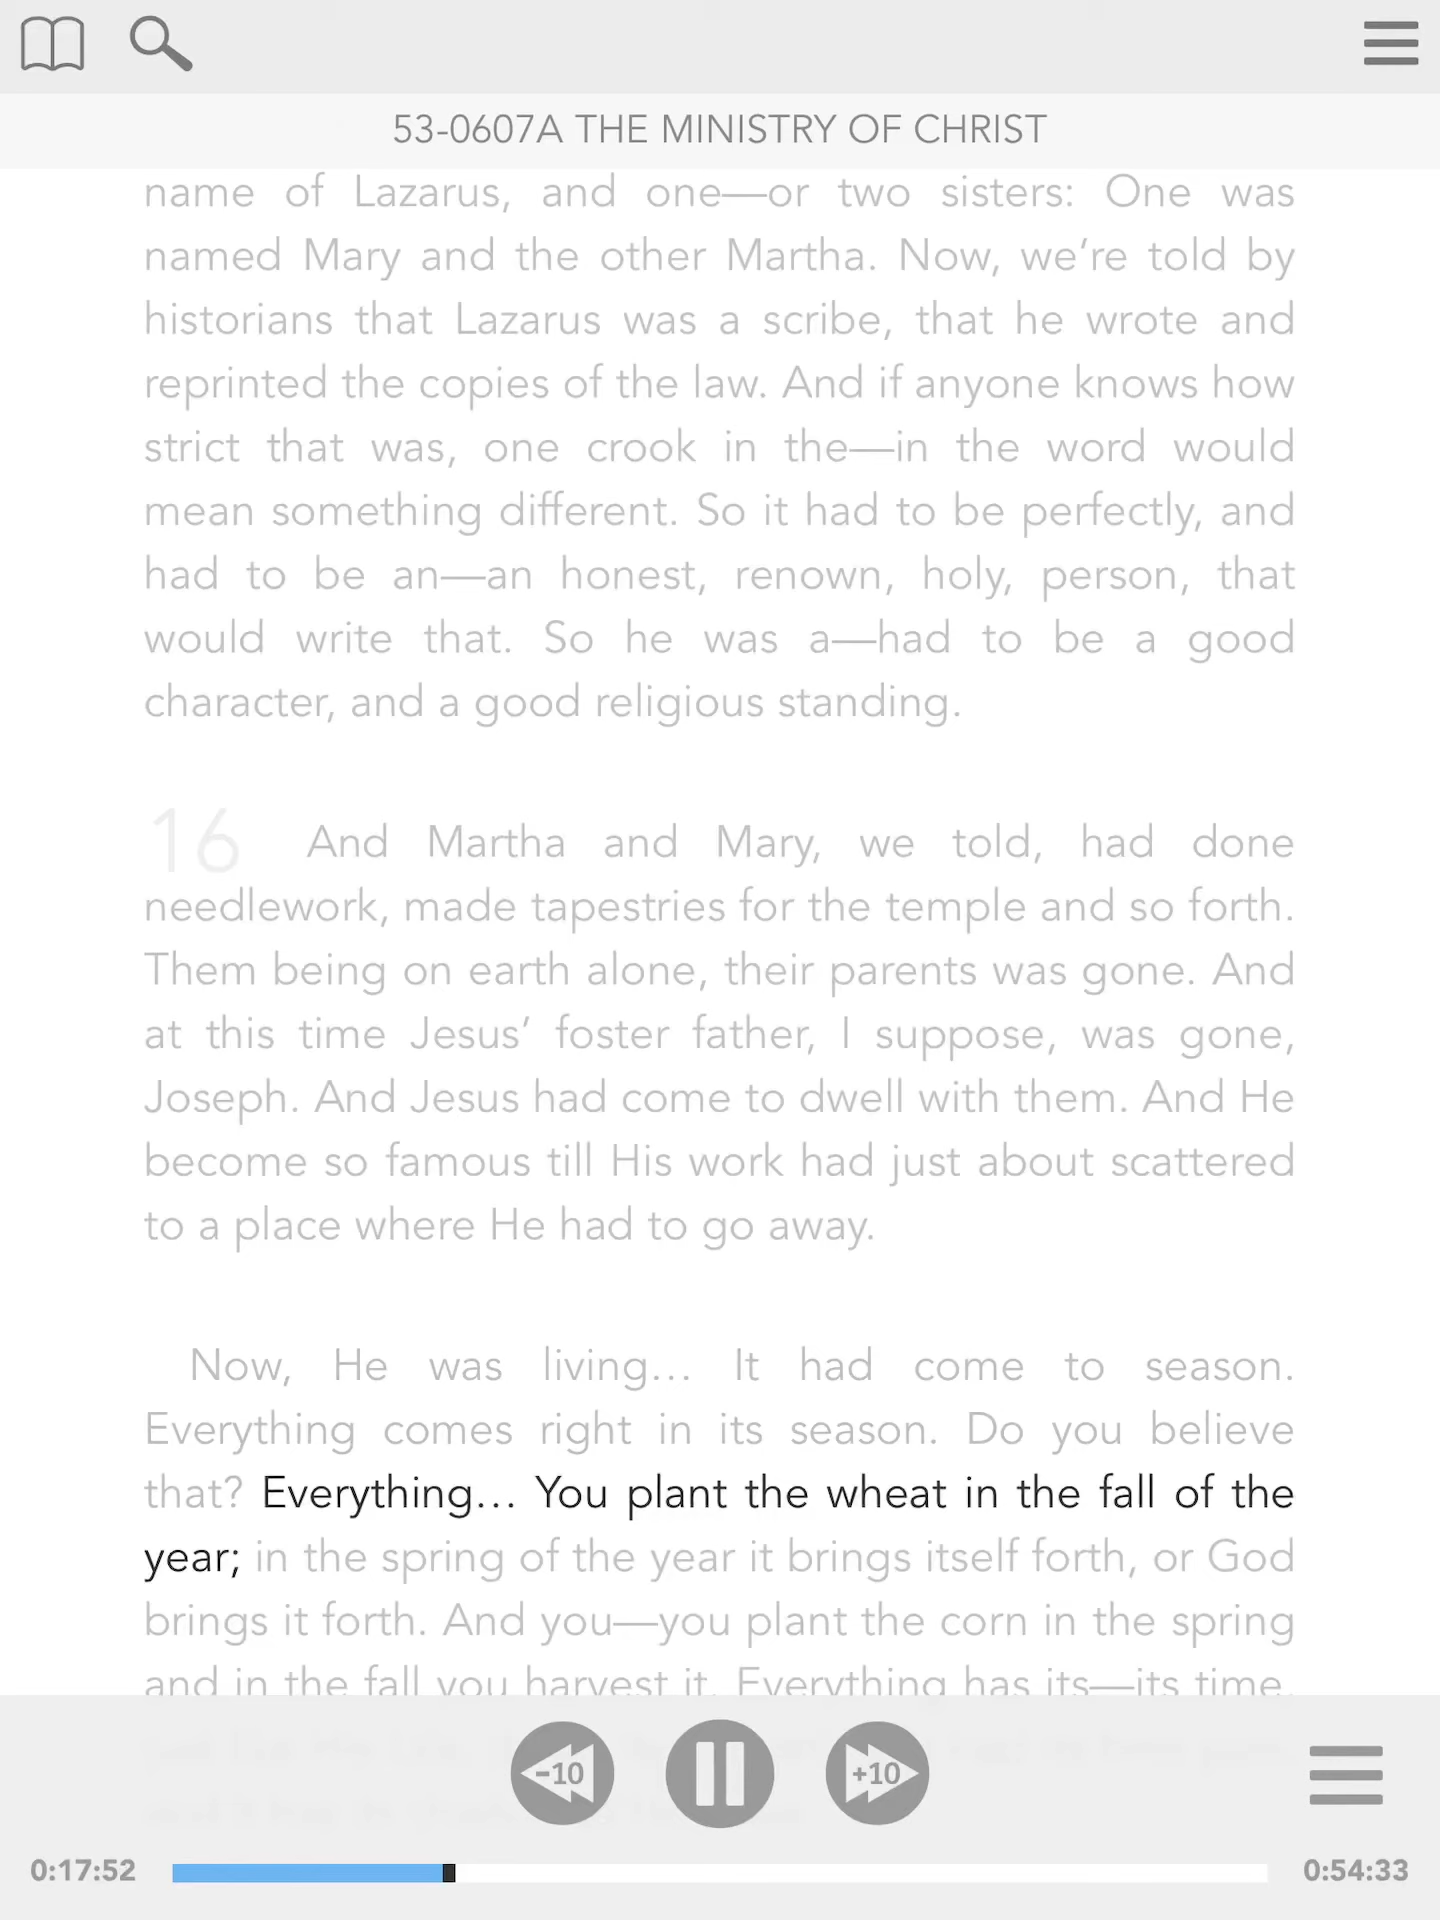 53-0607A THE MINISTRY OF CHRIST
name of Lazarus, and one—or two sisters: One was
named Mary and the other Martha. Now, we’re told by
historians that Lazarus was a scribe, that he wrote and
reprinted the copies of the law. And if anyone knows how
strict that was, one crook in the—in the word would
mean something different. So it had to be perfectly, and
had to be an—an honest, renown, holy, person, that
would write that. So he was a—had to be a good
character, and a good religious standing.
16 And Martha and Mary, we told, had done
needlework, made tapestries for the temple and so forth.
Them being on earth alone, their parents was gone. And
at this time Jesus’ foster father, I suppose, was gone,
Joseph. And Jesus had come to dwell with them. And He
become so famous till His work had just about scattered
to a place where He had to go away.
Now, He was living… It had come to season.
Everything comes right in its season. Do you believe
that? Everything… You plant the wheat in the fall of the
year; in the spring of the year it brings itself forth, or God
brings it forth. And you—you plant the corn in the spring
and in the fall you harvest it. Everything has its—its time,
-10 +10
0:17:52 0:54:33